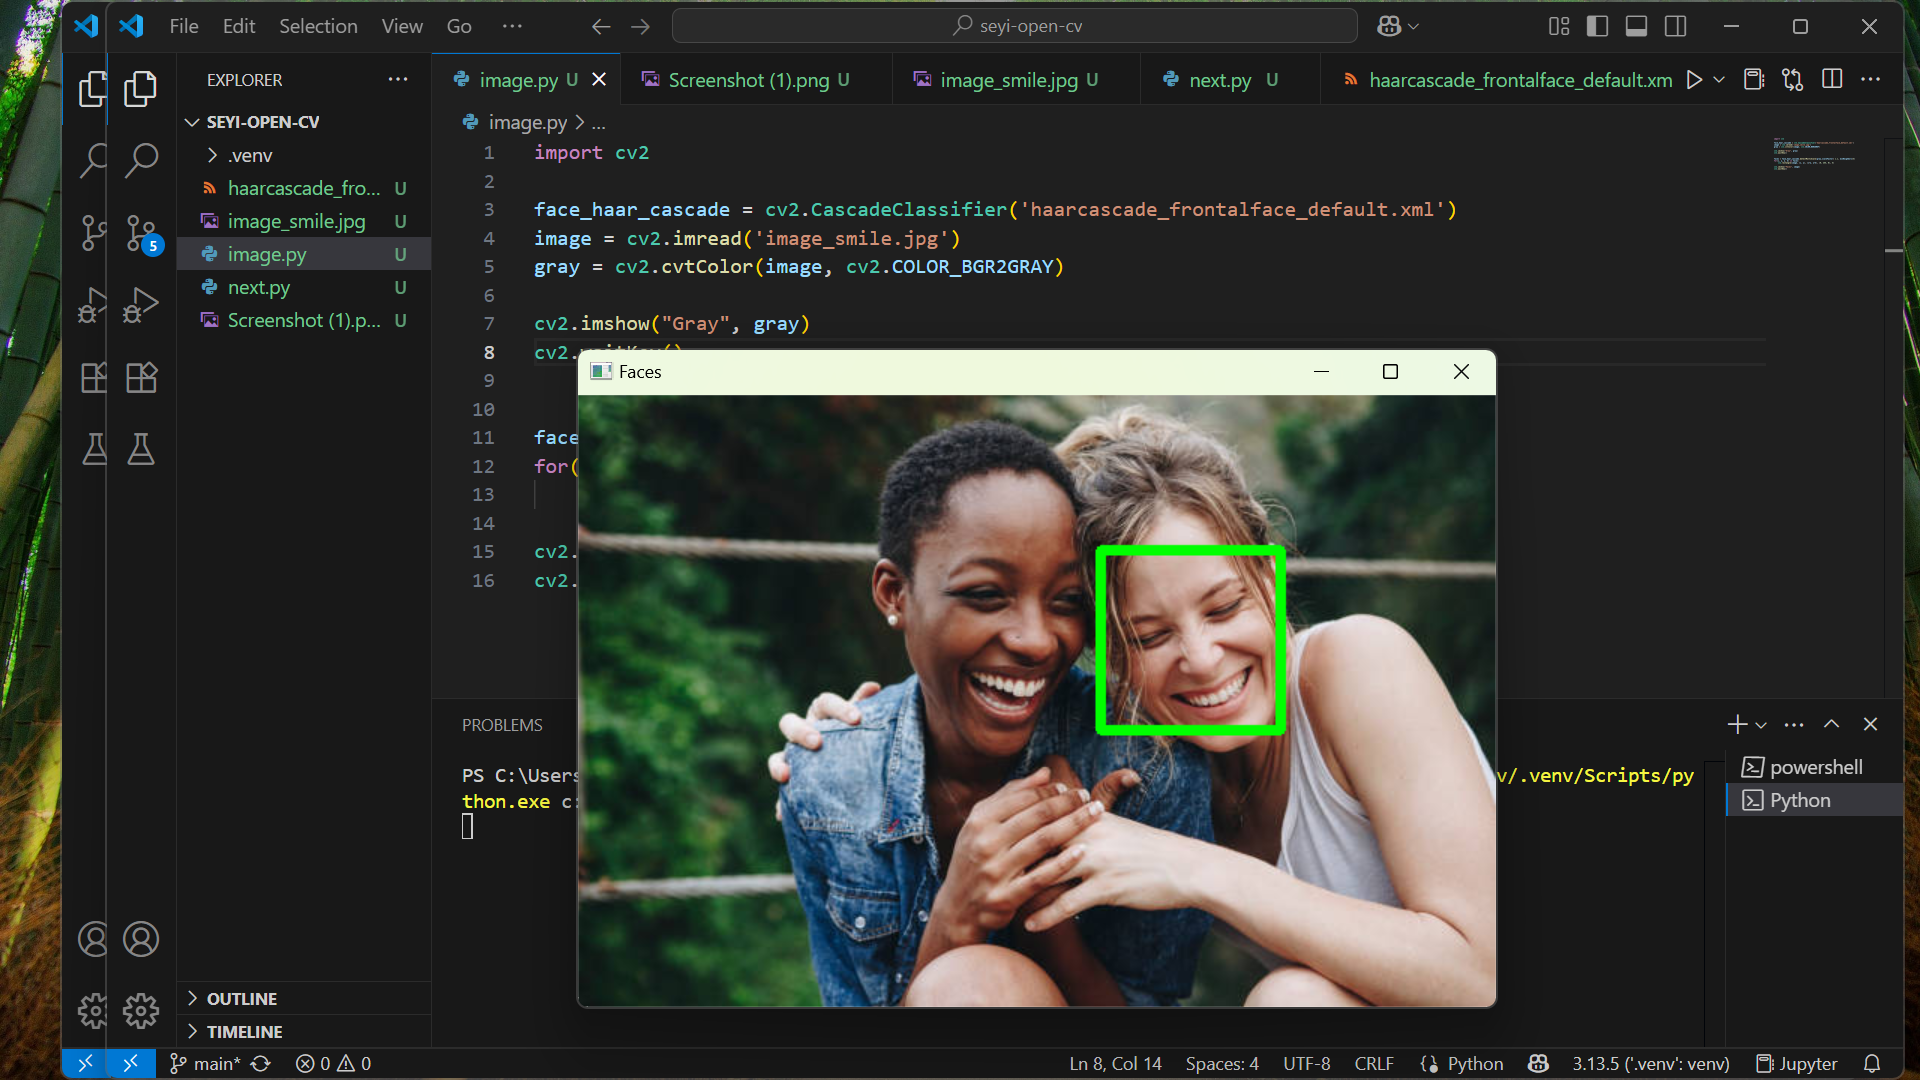 File Edit Selection View Go ··· seyi-open-cv
EXPLORER ···
SEYI-OPEN-CV
.venv
haarcascade_fro... U
image_smile.jpg U
image.py U
next.py U
Screenshot (1).p... U
5
OUTLINE
TIMELINE
image.py U Screenshot (1).png U image_smile.jpg U next.py U haarcascade_frontalface_default.xm
image.py > ...
1 import cv2
2
3 face_haar_cascade = cv2.CascadeClassifier('haarcascade_frontalface_default.xml')
4 image = cv2.imread('image_smile.jpg')
5 gray = cv2.cvtColor(image, cv2.COLOR_BGR2GRAY)
6
7 cv2.imshow("Gray", gray)
8 cv2.
9
10
11 face
12 for(
13
14
15 cv2.
16 cv2.
Faces
PROBLEMS
PS C:\Users v/.venv/Scripts/py
thon.exe c:
powershell
Python
main* 0 0 Ln 8, Col 14 Spaces: 4 UTF-8 CRLF {} Python 3.13.5 ('.venv': venv) Jupyter